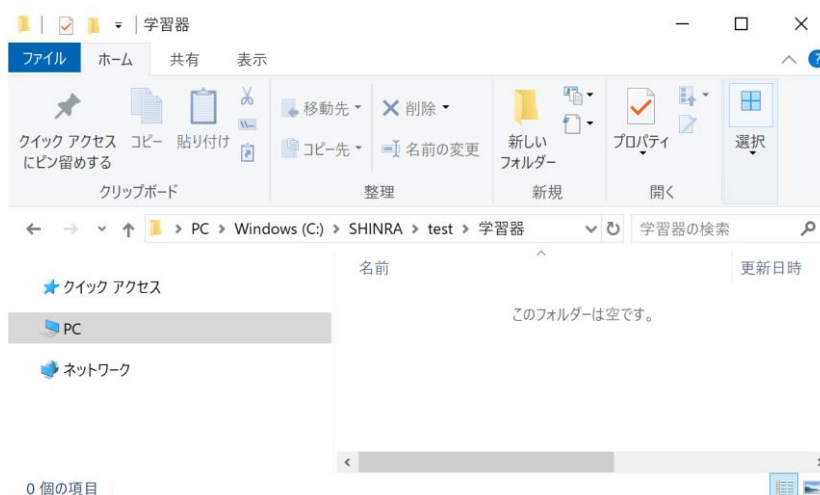 学習器
ファイル ホーム 共有 表示
クイック アクセス
にピン留めする
コピー
貼り付け
移動先
コピー先
削除
名前の変更
新しい
フォルダー
プロパティ
選択
クリップボード 整理 新規 開く
PC > Windows (C:) > SHINRA > test > 学習器
学習器の検索
名前 更新日時
クイック アクセス
このフォルダーは空です。
PC
ネットワーク
0 個の項目